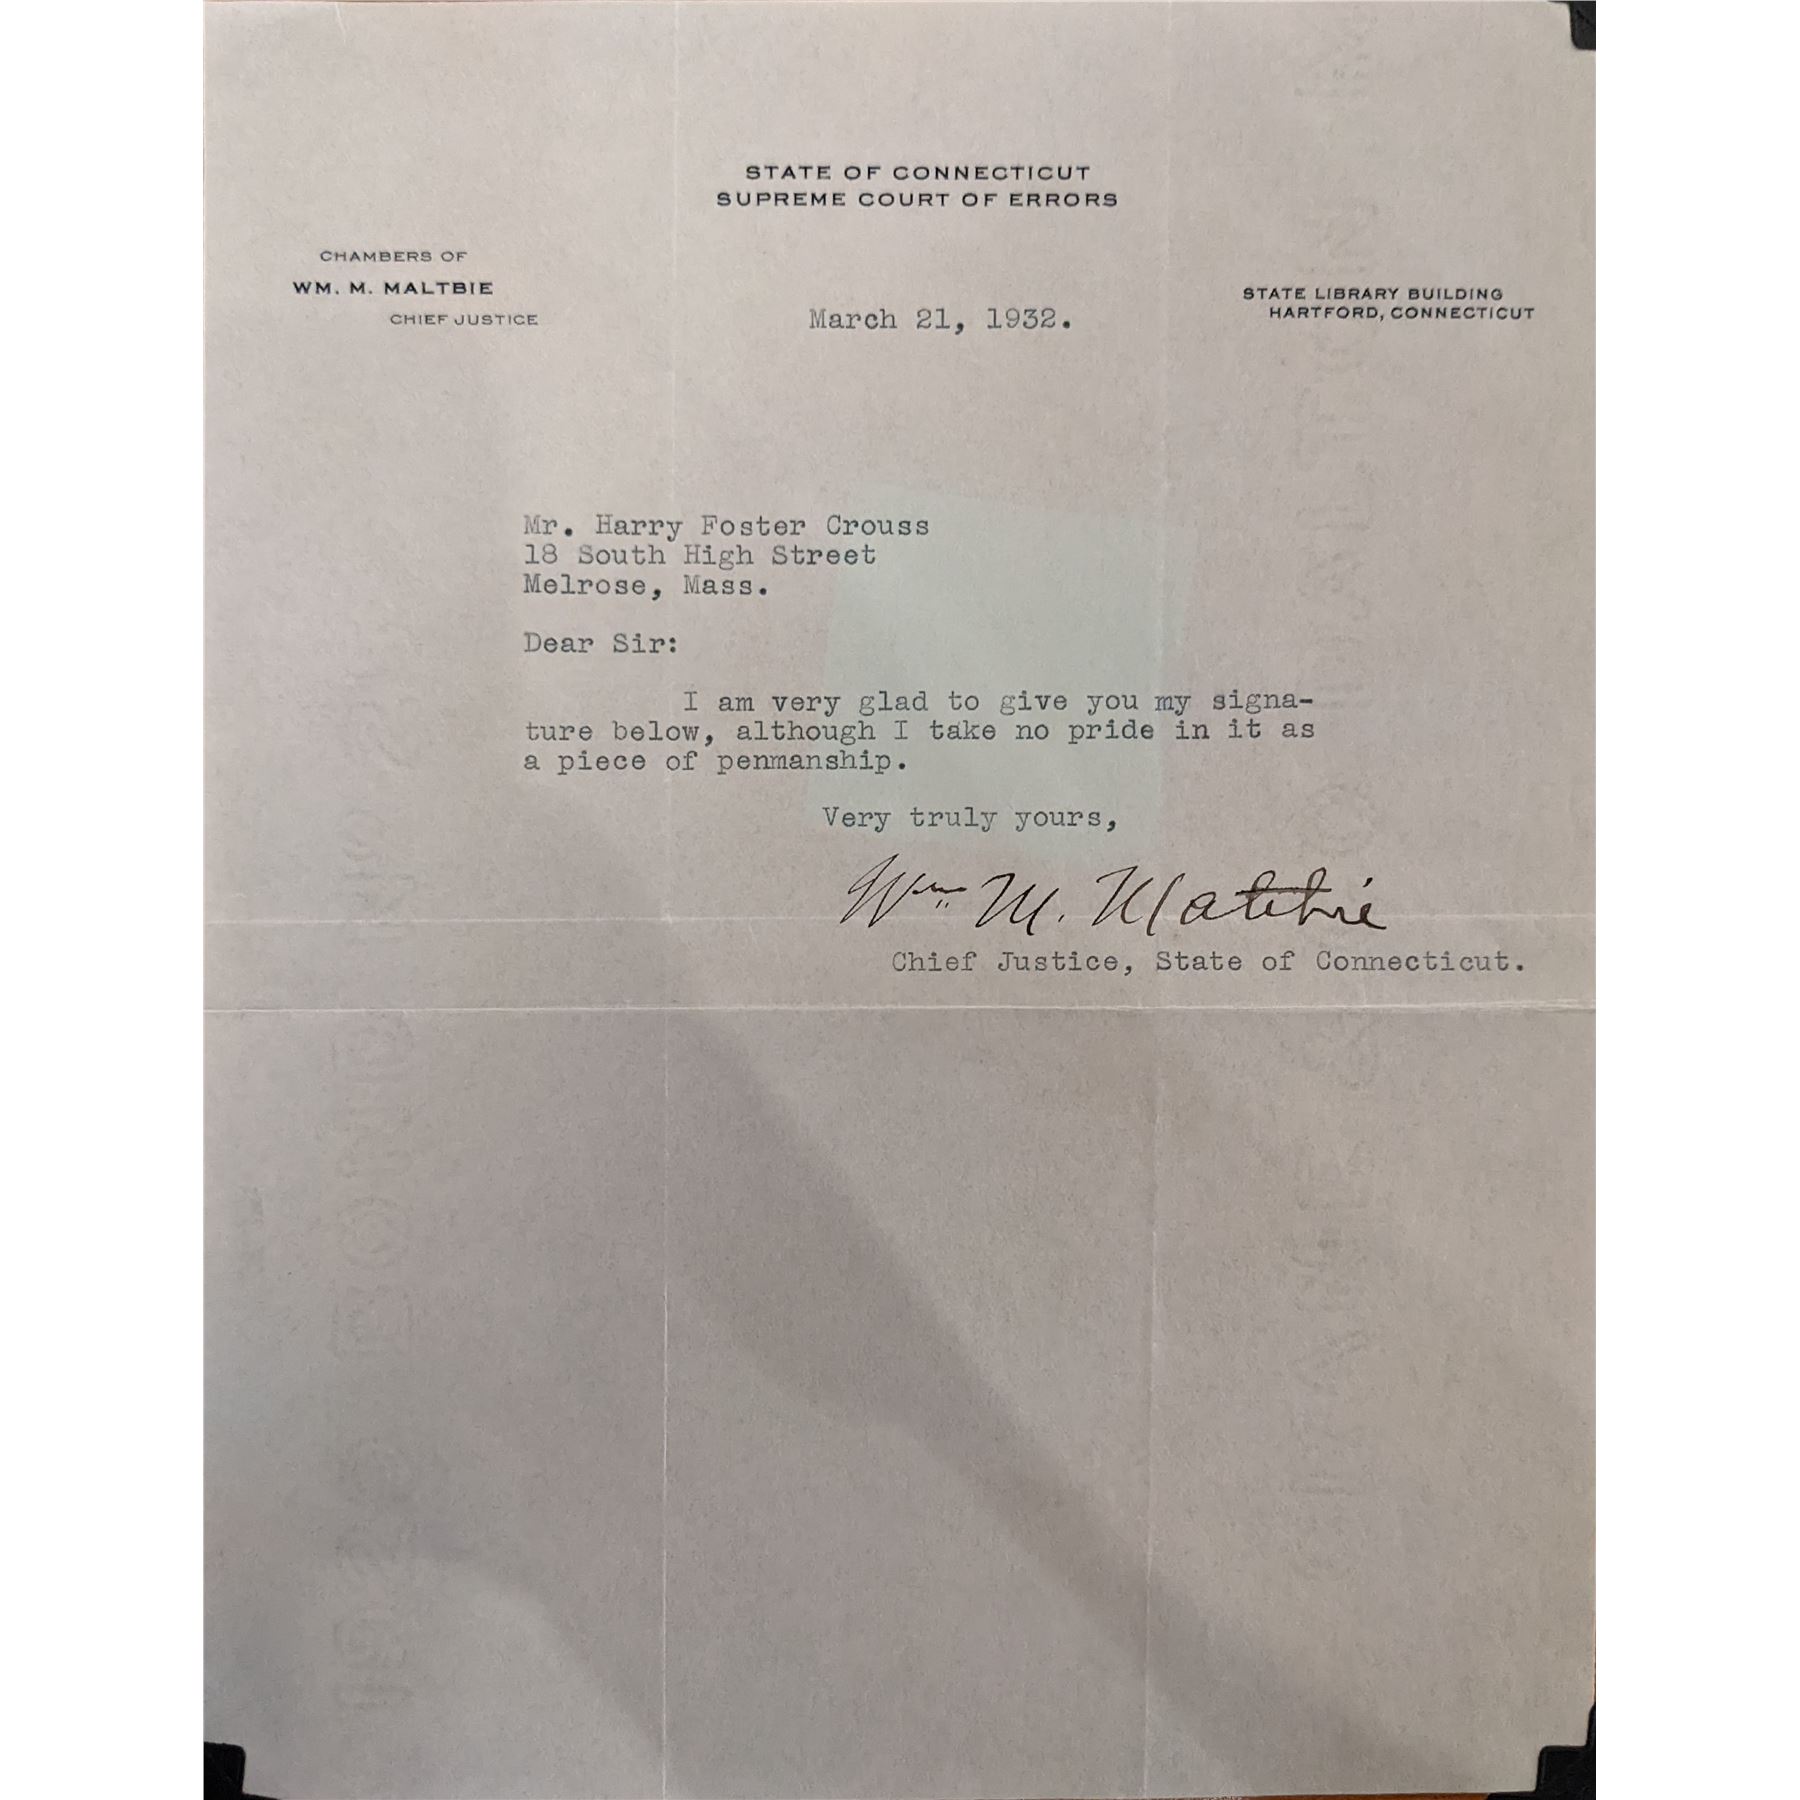 STATE OF CONNECTICUT
SUPREME COURT OF ERRORS
CHAMBERS OF
WM. M. MALTBIE
CHIEF JUSTICE
March 21, 1932.
STATE LIBRARY BUILDING
HARTFORD, CONNECTICUT
Mr. Harry Foster Crouss
18 South High Street
Melrose, Mass.
Dear Sir:
I am very glad to give you my signa-
ture below, although I take no pride in it as
a piece of penmanship.
Very truly yours,
Wm M. Maltbie
Chief Justice, State of Connecticut.